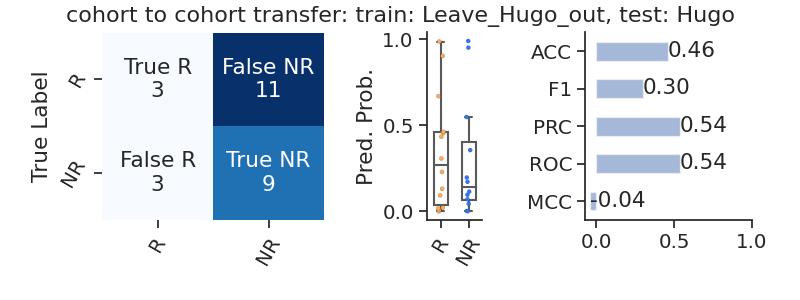 cohort to cohort transfer: train: Leave_Hugo_out, test: Hugo
True Label
R
NR
True R
3
False NR
11
False R
3
True NR
9
R
NR
Pred. Prob.
1.0
0.5
0.0
R
NR
ACC
F1
PRC
ROC
MCC
0.46
0.30
0.54
0.54
-0.04
0.0
0.5
1.0